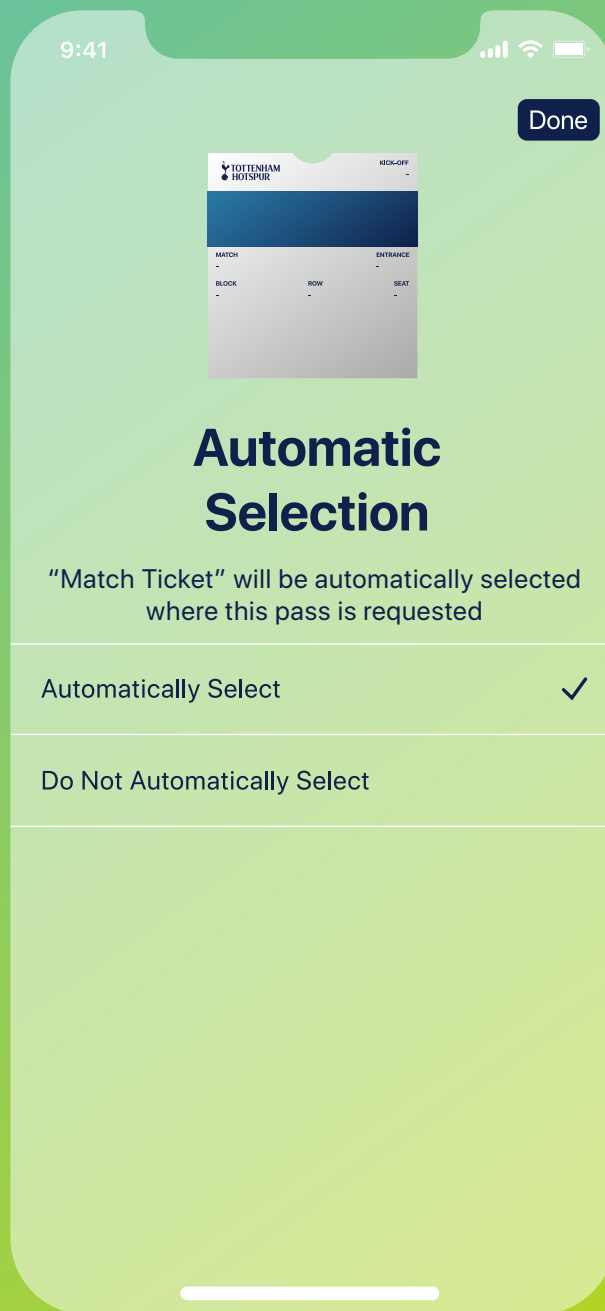 9:41
Done
TOTTENHAM
HOTSPUR
KICK-OFF
-
MATCH
ENTRANCE
-
-
BLOCK
ROW
SEAT
-
-
-
Automatic
Selection
“Match Ticket” will be automatically selected
where this pass is requested
Automatically Select
Do Not Automatically Select